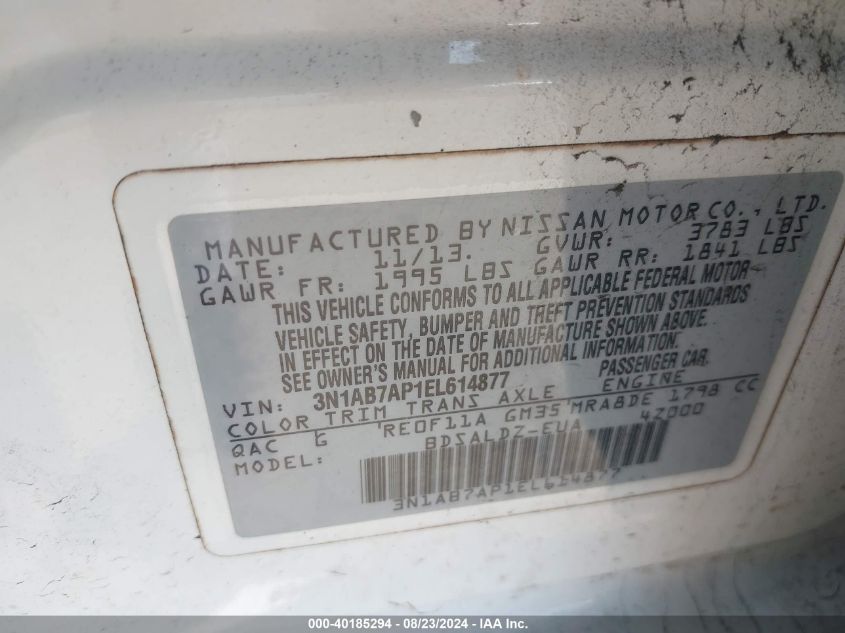 MANUFACTURED BY NISSAN MOTOR CO., LTD.
DATE: 11/13. GVWR: 3783 LBS
GAWR FR: 1995 LBS GAWR RR: 1841 LBS
THIS VEHICLE CONFORMS TO ALL APPLICABLE FEDERAL MOTOR
VEHICLE SAFETY, BUMPER AND THEFT PREVENTION STANDARDS
IN EFFECT ON THE DATE OF MANUFACTURE SHOWN ABOVE.
SEE OWNER'S MANUAL FOR ADDITIONAL INFORMATION.
VIN: 3N1AB7AP1EL614877 PASSENGER CAR
COLOR TRIM TRANS AXLE ENGINE
QAC G RE0F11A GM35 MRA8DE 1798 CC
MODEL: BDSALDZ-EUA 42000
3N1AB7AP1EL614877
000-40185294 - 08/23/2024 - IAA Inc.